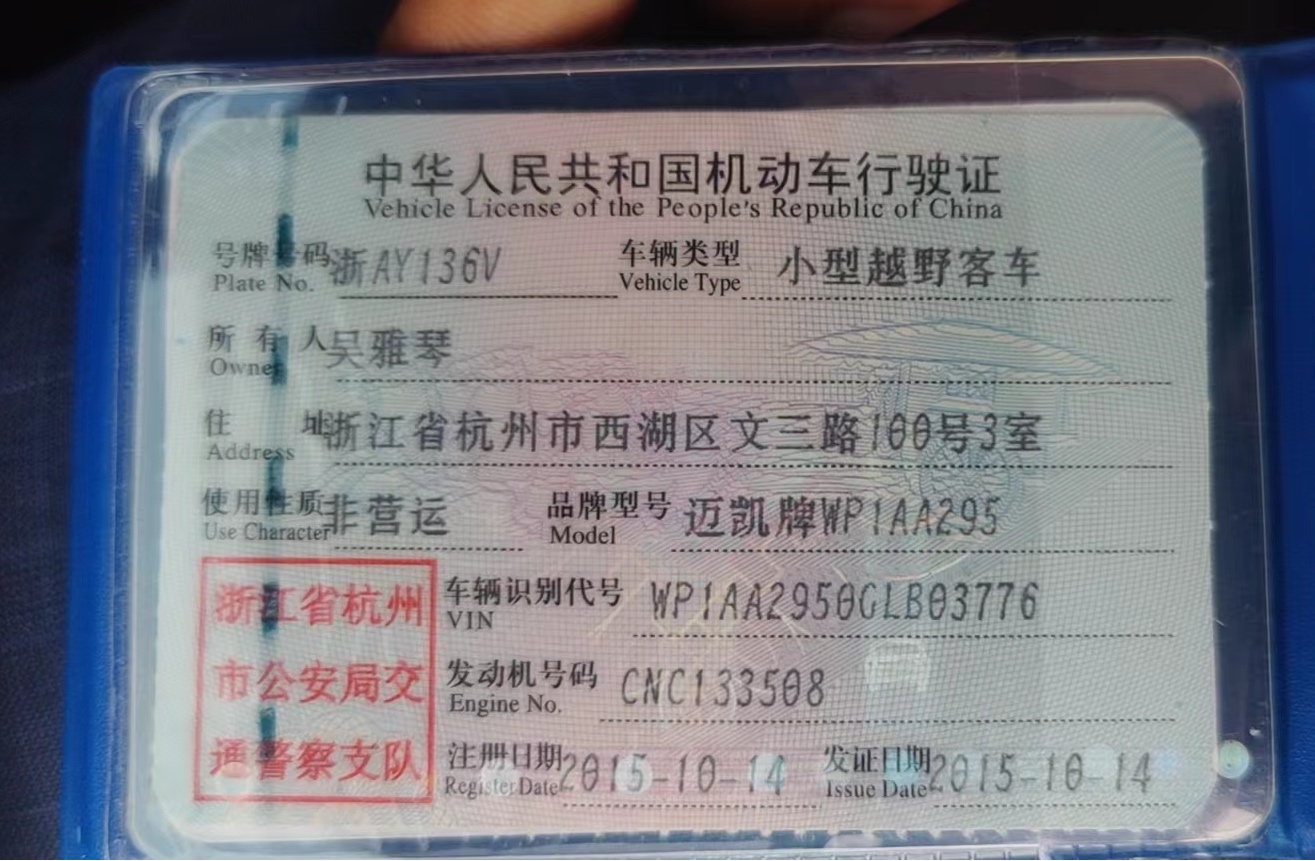 中华人民共和国机动车行驶证
Vehicle License of the People's Republic of China
号牌号码 浙AY136V 车辆类型 小型越野客车
Plate No. Vehicle Type
所有人 吴雅琴
Owner
住址 浙江省杭州市西湖区文三路100号3室
Address
使用性质 非营运 品牌型号 迈凯牌WP1AA295
Use Character Model
浙江省杭州
市公安局交
通警察支队
车辆识别代号 WP1AA2950GLB03776
VIN
发动机号码 CNC133508
Engine No.
注册日期 2015-10-14 发证日期 2015-10-14
Register Date Issue Date